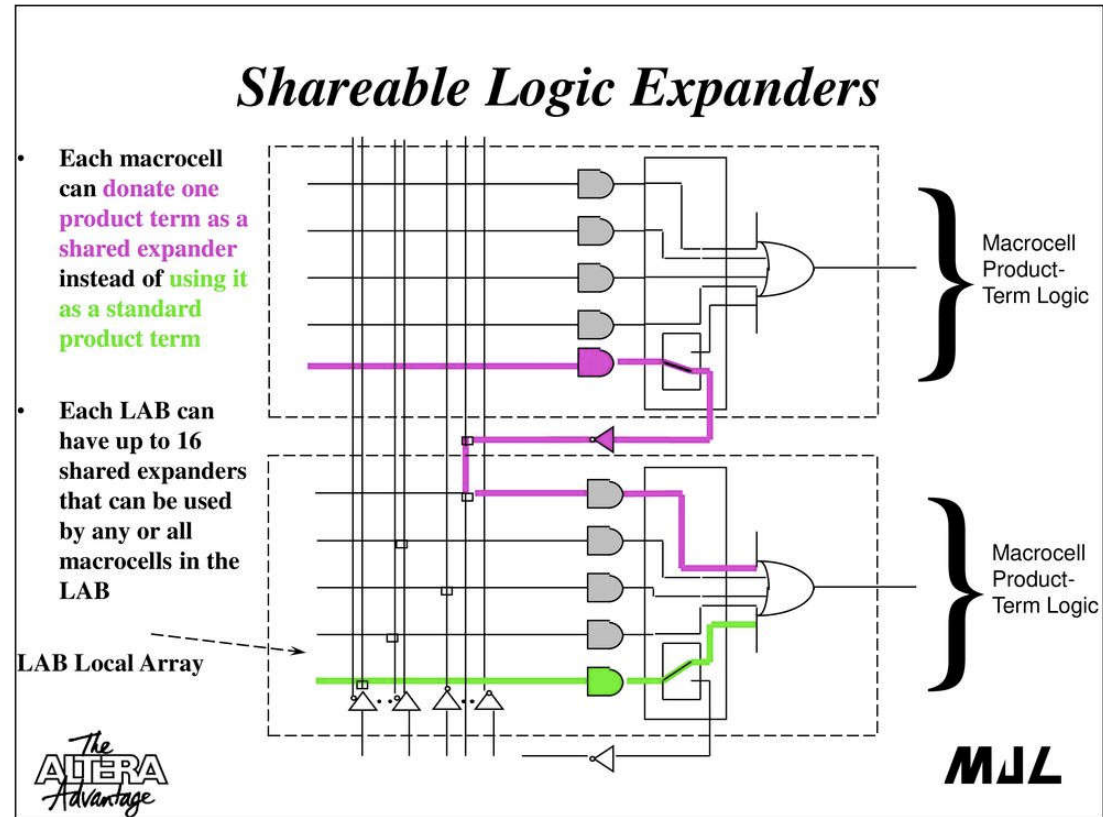 Shareable Logic Expanders
• Each macrocell
can donate one
product term as a
shared expander
instead of using it
as a standard
product term
• Each LAB can
have up to 16
shared expanders
that can be used
by any or all
macrocells in the
LAB
LAB Local Array
Macrocell
Product-
Term Logic
Macrocell
Product-
Term Logic
The
ALTERA
Advantage
MJL